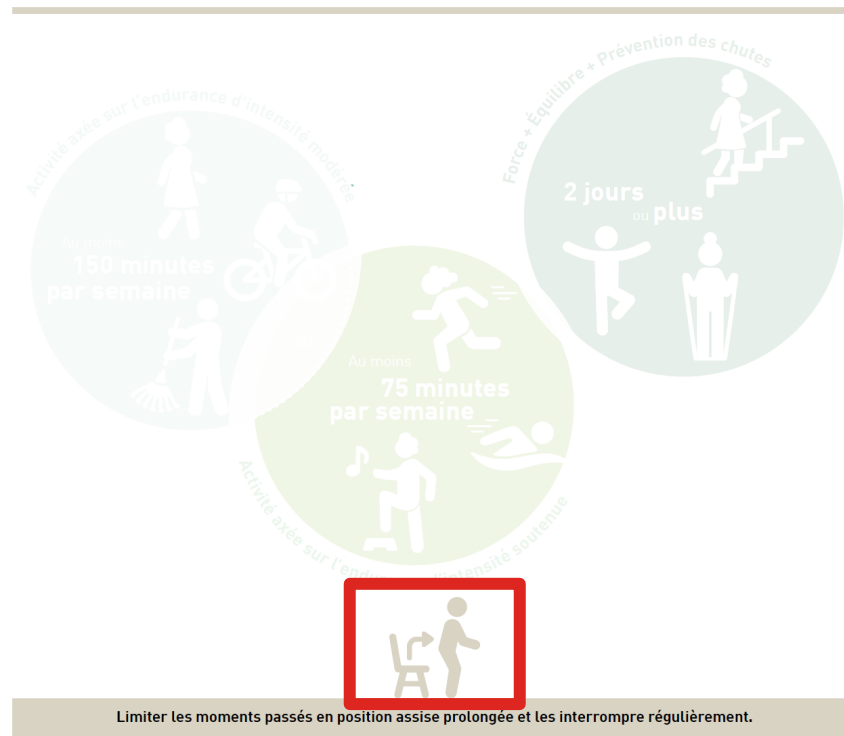 Force + Équilibre + Prévention des chutes
Activité axée sur l'endurance d'intensité modérée
2 jours
ou plus
Au moins
150 minutes
par semaine
Au moins
75 minutes
par semaine
Activité axée sur l'endurance d'intensité soutenue
Limiter les moments passés en position assise prolongée et les interrompre régulièrement.